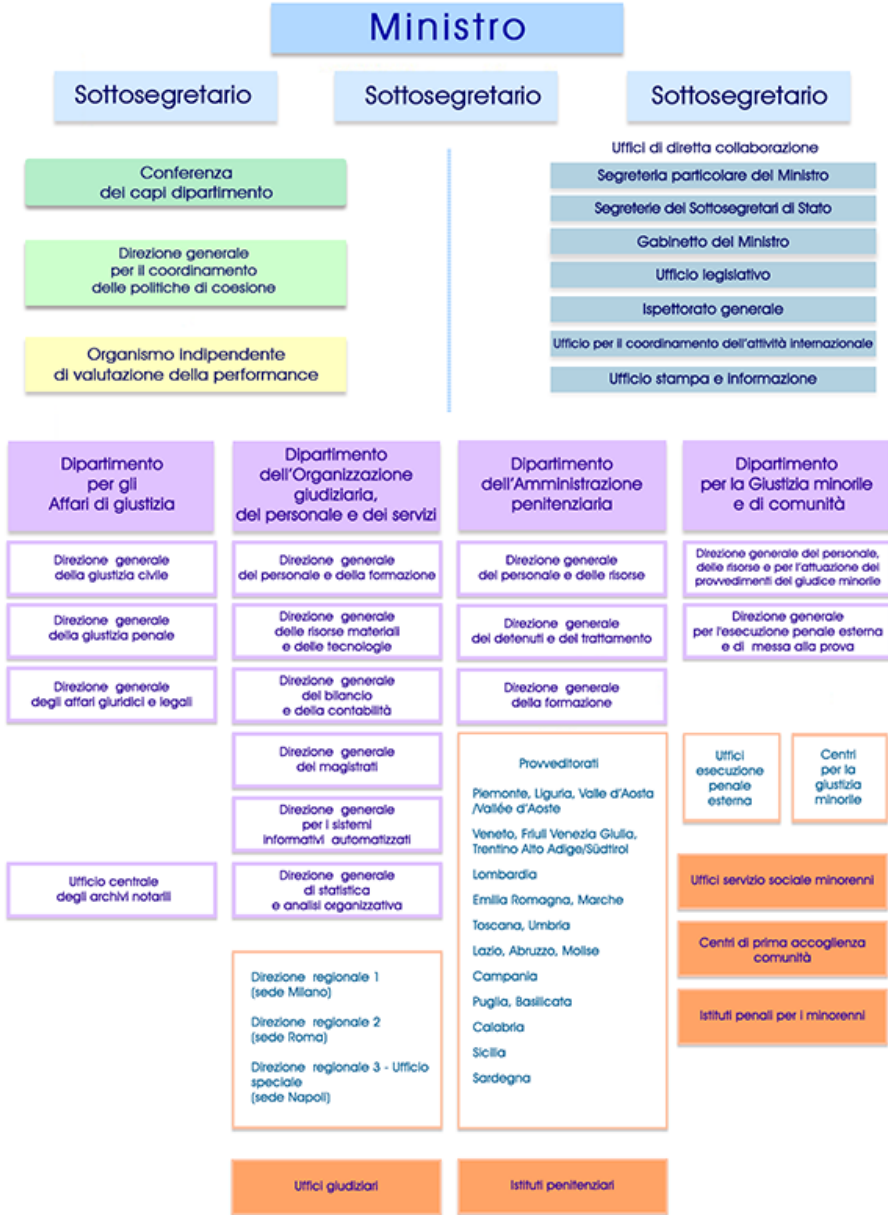 Ministro
Sottosegretario
Sottosegretario
Sottosegretario
Conferenza
dei capi dipartimento
Direzione generale
per il coordinamento
delle politiche di coesione
Organismo indipendente
di valutazione della performance
Uffici di diretta collaborazione
Segreteria particolare del Ministro
Segreterie dei Sottosegretari di Stato
Gabinetto del Ministro
Ufficio legislativo
Ispettorato generale
Ufficio per il coordinamento dell'attività internazionale
Ufficio stampa e informazione
Dipartimento
per gli
Affari di giustizia
Direzione generale
della giustizia civile
Direzione generale
della giustizia penale
Direzione generale
degli affari giuridici e legali
Ufficio centrale
degli archivi notarili
Dipartimento
dell'Organizzazione
giudiziaria,
del personale e dei servizi
Direzione generale
del personale e della formazione
Direzione generale
delle risorse materiali
e delle tecnologie
Direzione generale
del bilancio
e della contabilità
Direzione generale
dei magistrati
Direzione generale
per i sistemi
informativi automatizzati
Direzione generale
di statistica
e analisi organizzativa
Direzione regionale 1
(sede Milano)
Direzione regionale 2
(sede Roma)
Direzione regionale 3 - Ufficio
speciale
(sede Napoli)
Uffici giudiziari
Dipartimento
dell'Amministrazione
penitenziaria
Direzione generale
del personale e delle risorse
Direzione generale
dei detenuti e del trattamento
Direzione generale
della formazione
Provveditorati
Piemonte, Liguria, Valle d'Aosta
/Vallée d'Aoste
Veneto, Friuli Venezia Giulia,
Trentino Alto Adige/Südtirol
Lombardia
Emilia Romagna, Marche
Toscana, Umbria
Lazio, Abruzzo, Molise
Campania
Puglia, Basilicata
Calabria
Sicilia
Sardegna
Istituti penitenziari
Dipartimento
per la Giustizia minorile
e di comunità
Direzione generale del personale,
delle risorse e per l'attuazione dei
provvedimenti del giudice minorile
Direzione generale
per l'esecuzione penale esterna
e di messa alla prova
Uffici
esecuzione
penale
esterna
Centri
per la
giustizia
minorile
Uffici servizio sociale minorenni
Centri di prima accoglienza
comunità
Istituti penali per i minorenni